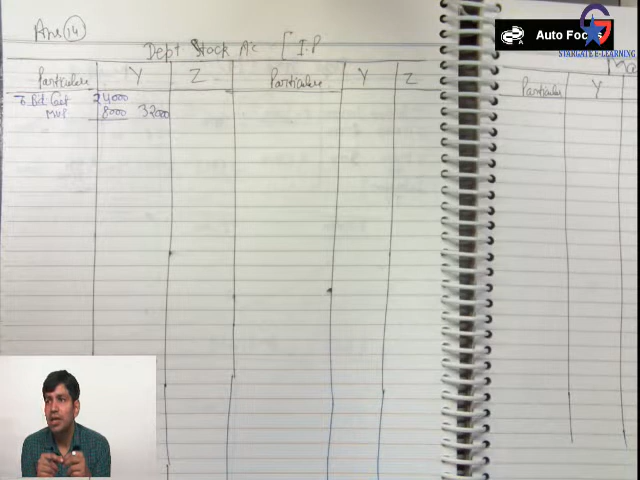 Ans 14
Dept Stock A/c [I.P
Particulars Y Z Particulars Y Z
To Bal Cost 24000
MUP 8000 32000
Particulars Y
Auto Focus
STARGATE E-LEARNING